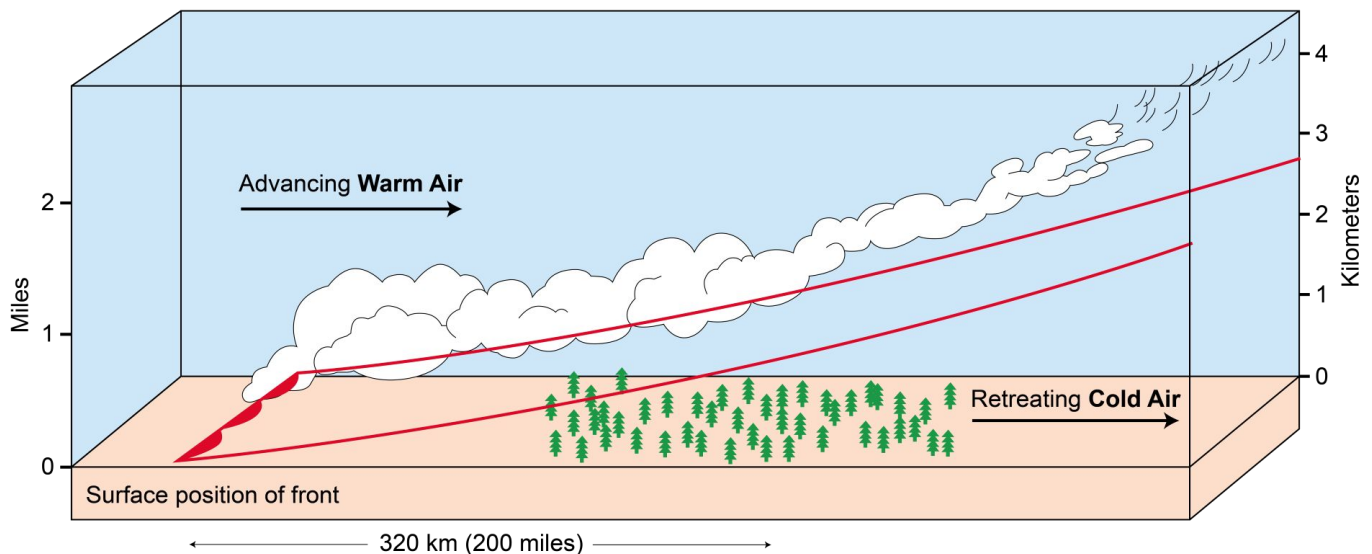 4
3
2
Advancing Warm Air
2
Miles
Kilometers
1
1
Retreating Cold Air
0
0
Surface position of front
320 km (200 miles)